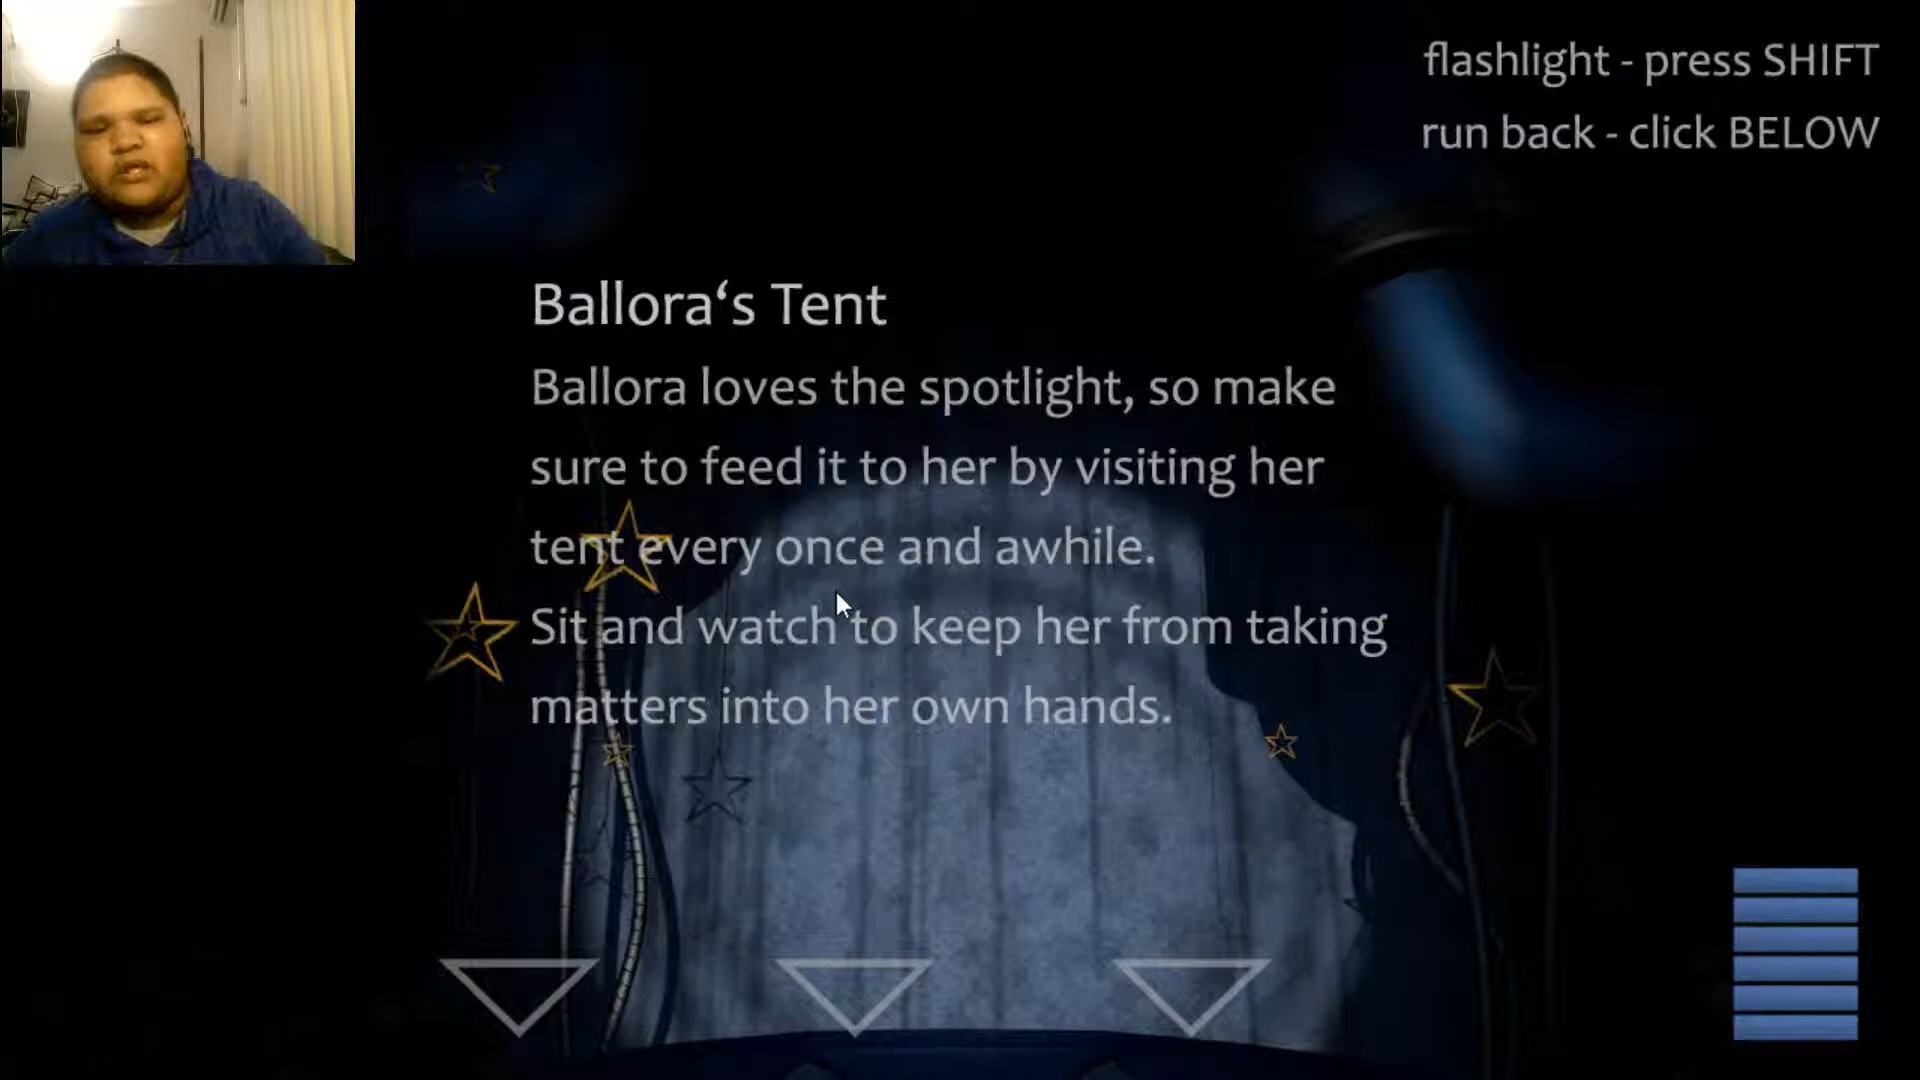 flashlight - press SHIFT
run back - click BELOW
Ballora‘s Tent
Ballora loves the spotlight, so make
sure to feed it to her by visiting her
tent every once and awhile.
Sit and watch to keep her from taking
matters into her own hands.